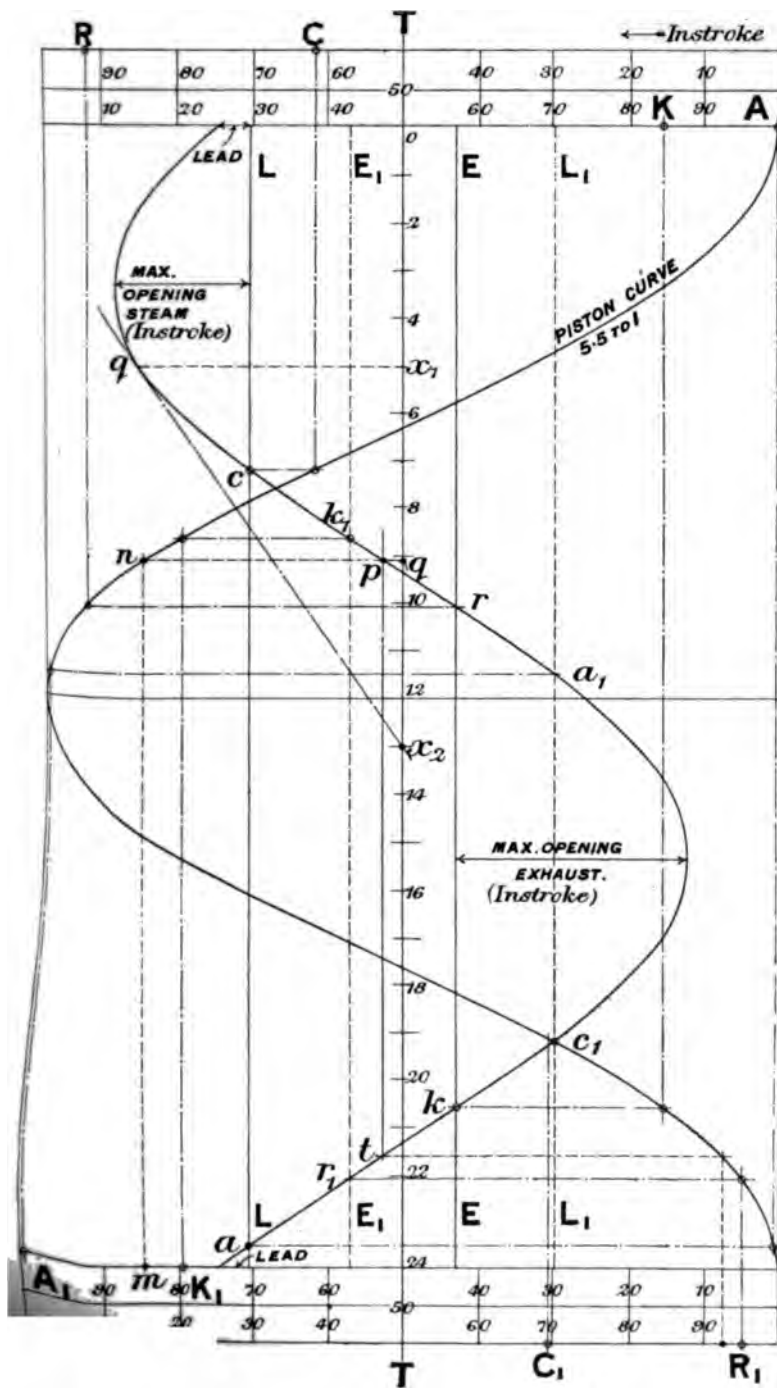 T
R C ← Instroke
90 80 70 60 40 30 20 10
50
10 20 30 40 60 70 80 90 K A
0
LEAD L E₁ E L₁
2
MAX.
OPENING
STEAM
(Instroke)
PISTON CURVE
5·5 TO 1
4
q x₁
6
c
8
k₁
n p q
10 r
a₁
12
x₂
14
MAX. OPENING
EXHAUST.
(Instroke)
16
18
c₁
20
k
t
r₁ 22
L E₁ E L₁
a
LEAD
24
A₁ 90 m 80 K₁ 70 60 40 30 20 10
50
20 30 40 60 70 80 90
T C₁ R₁